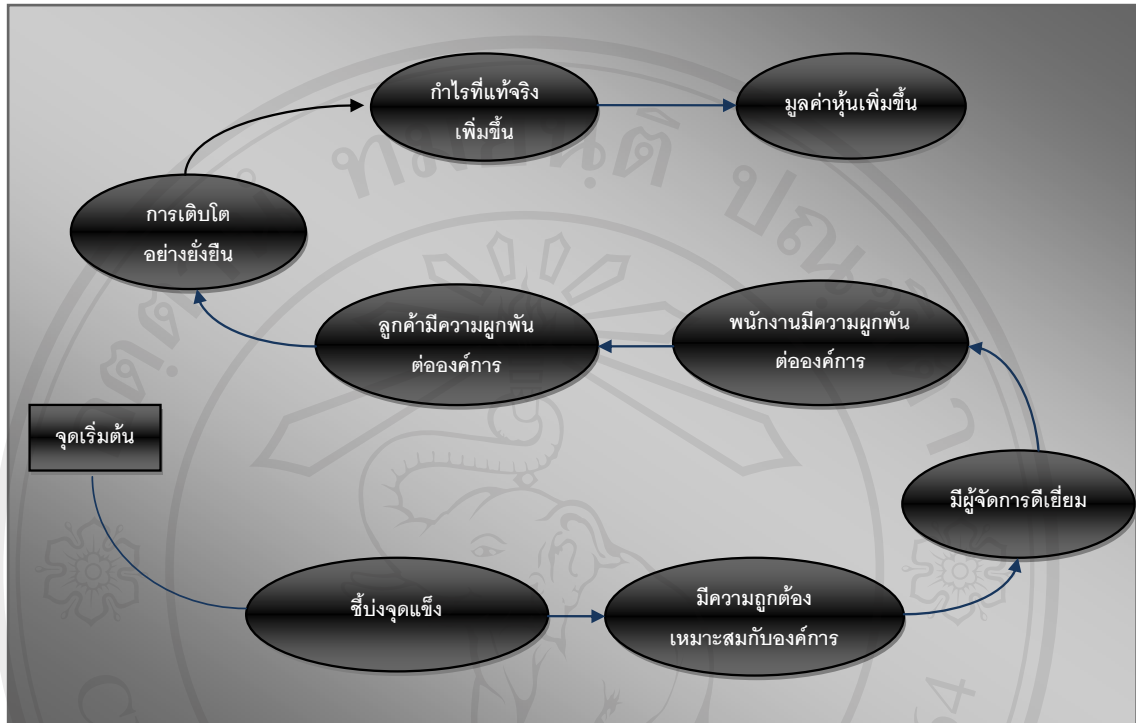 กำไรที่แท้จริง
เพิ่มขึ้น
มูลค่าหุ้นเพิ่มขึ้น
การเติบโต
อย่างยั่งยืน
ลูกค้ามีความผูกพัน
ต่อองค์การ
พนักงานมีความผูกพัน
ต่อองค์การ
จุดเริ่มต้น
มีผู้จัดการดีเยี่ยม
ชี้บ่งจุดแข็ง
มีความถูกต้อง
เหมาะสมกับองค์การ